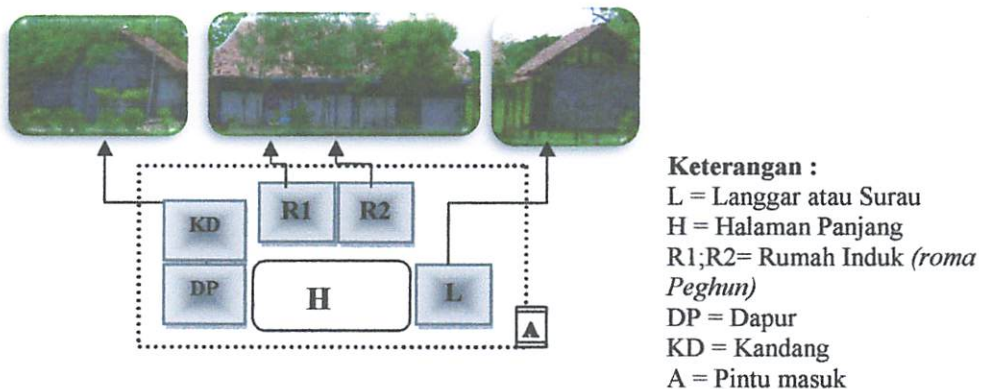 R1 R2
KD
DP H L
A
Keterangan :
L = Langgar atau Surau
H = Halaman Panjang
R1;R2= Rumah Induk (roma
Peghun)
DP = Dapur
KD = Kandang
A = Pintu masuk